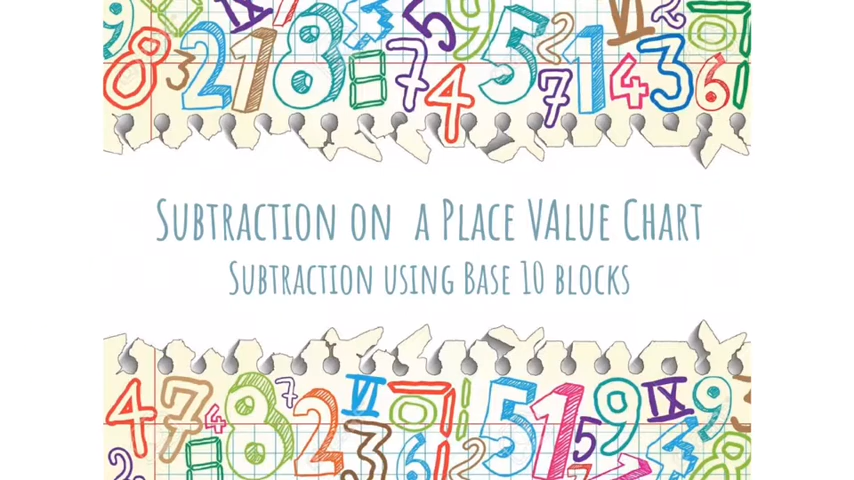 Subtraction on a Place VAlue Chart
Subtraction using Base 10 blocks